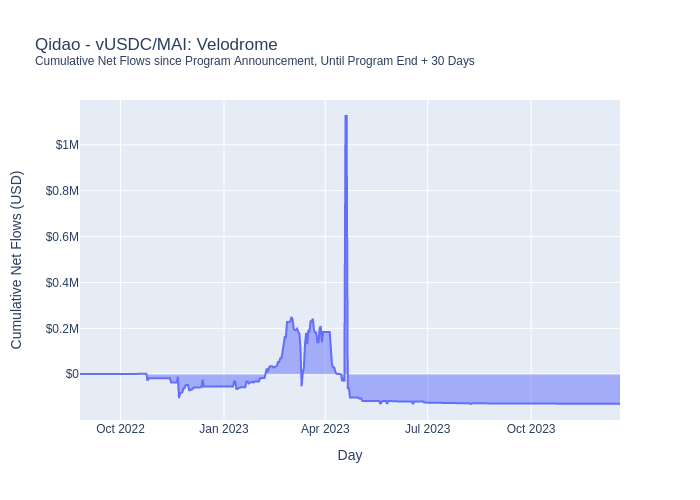 Qidao - vUSDC/MAI: Velodrome
Cumulative Net Flows since Program Announcement, Until Program End + 30 Days
$1M
$0.8M
$0.6M
$0.4M
$0.2M
$0
Cumulative Net Flows (USD)
Oct 2022
Jan 2023
Apr 2023
Jul 2023
Oct 2023
Day